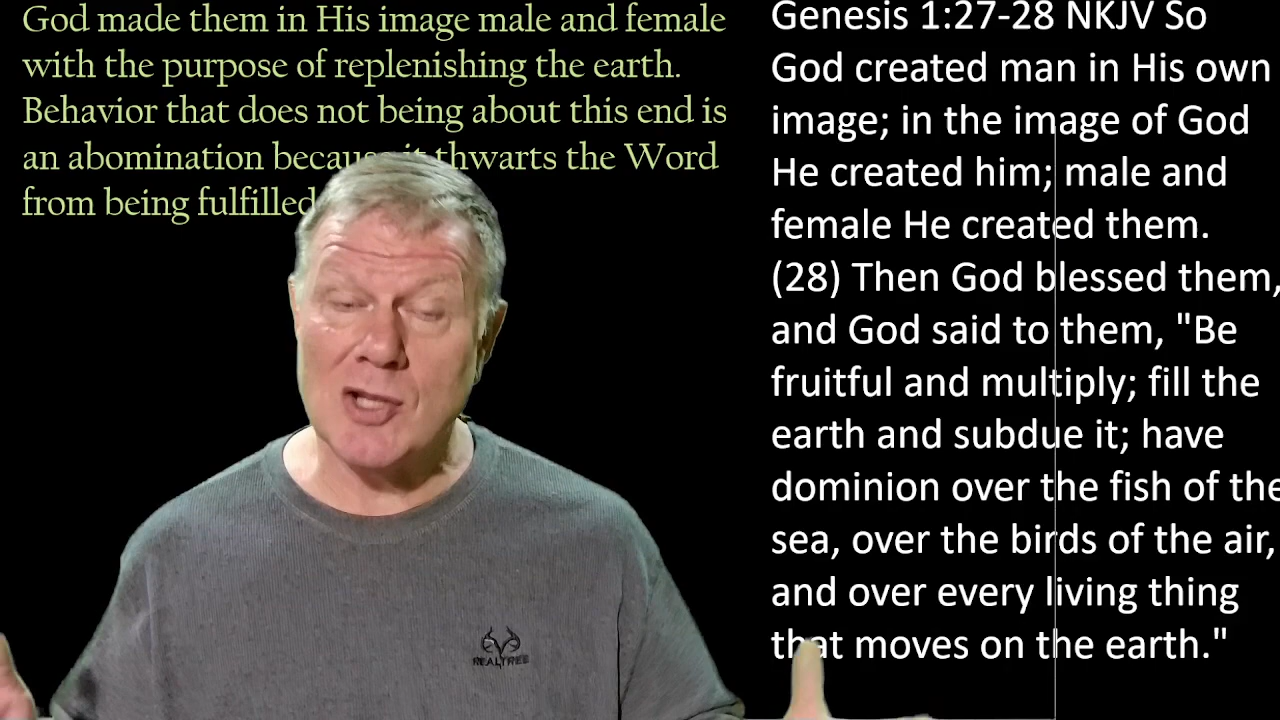 God made them in His image male and female
with the purpose of replenishing the earth.
Behavior that does not being about this end is
an abomination because it thwarts the Word
from being fulfilled
Genesis 1:27-28 NKJV So
God created man in His own
image; in the image of God
He created him; male and
female He created them.
(28) Then God blessed them,
and God said to them, "Be
fruitful and multiply; fill the
earth and subdue it; have
dominion over the fish of the
sea, over the birds of the air,
and over every living thing
that moves on the earth."
REALTREE